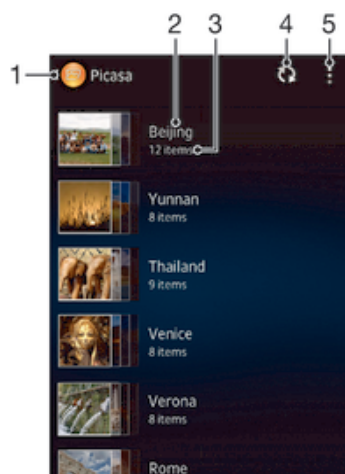 2 3 4 5
1 Picasa
Beijing
12 items
Yunnan
8 items
Thailand
9 items
Venice
8 items
Verona
8 items
Rome